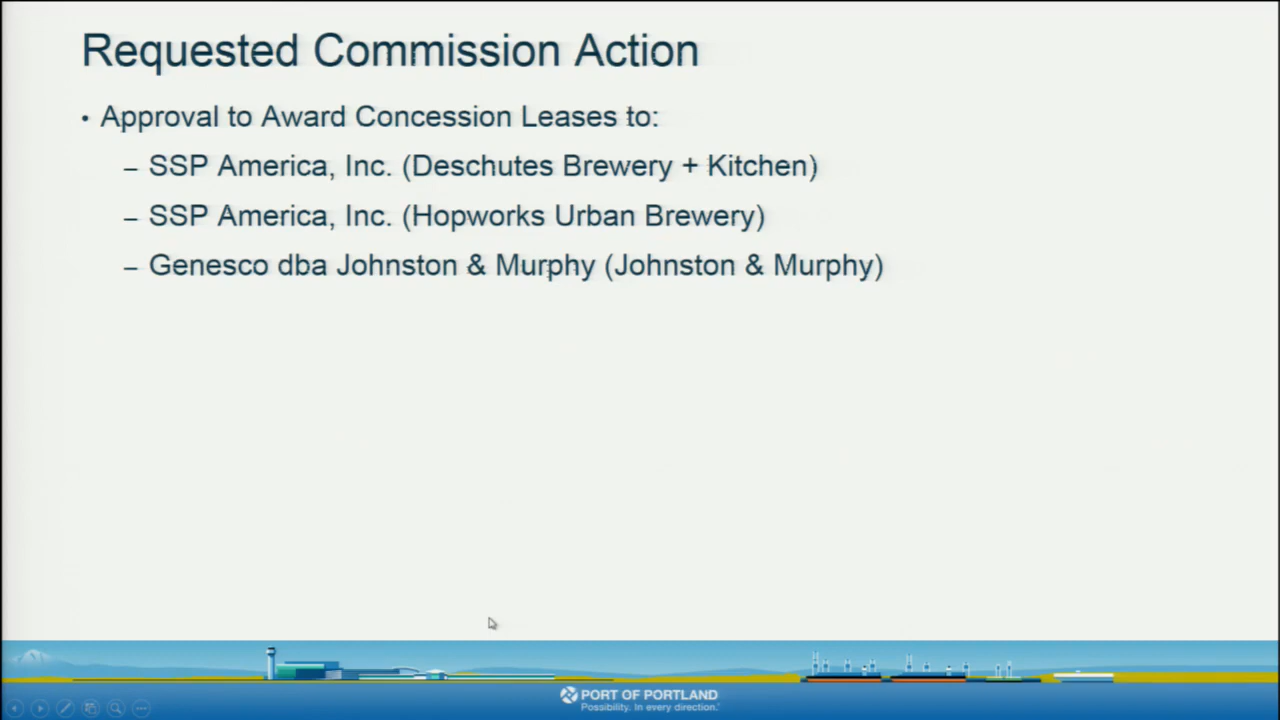 Requested Commission Action
• Approval to Award Concession Leases to:
– SSP America, Inc. (Deschutes Brewery + Kitchen)
– SSP America, Inc. (Hopworks Urban Brewery)
– Genesco dba Johnston & Murphy (Johnston & Murphy)
PORT OF PORTLAND
Possibility. In every direction.